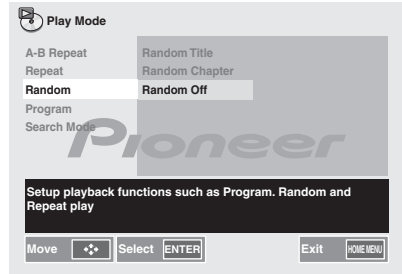 Play Mode
A-B Repeat
Repeat
Random
Program
Search Mode
Random Title
Random Chapter
Random Off
Pioneer
Setup playback functions such as Program. Random and
Repeat play
Move Select ENTER Exit HOME MENU